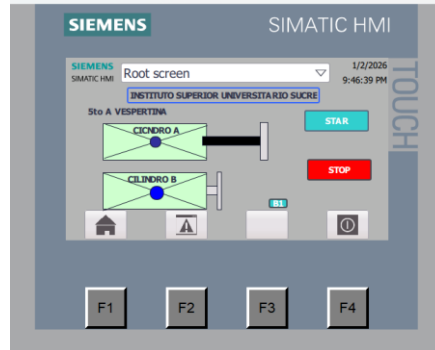 SIEMENS
SIMATIC HMI
SIEMENS
SIMATIC HMI
Root screen
1/2/2026
9:46:39 PM
TOUCH
INSTITUTO SUPERIOR UNIVERSITARIO SUCRE
5to A VESPERTINA
STAR
CICNDRO A
STOP
CILINDRO B
B1
F1
F2
F3
F4